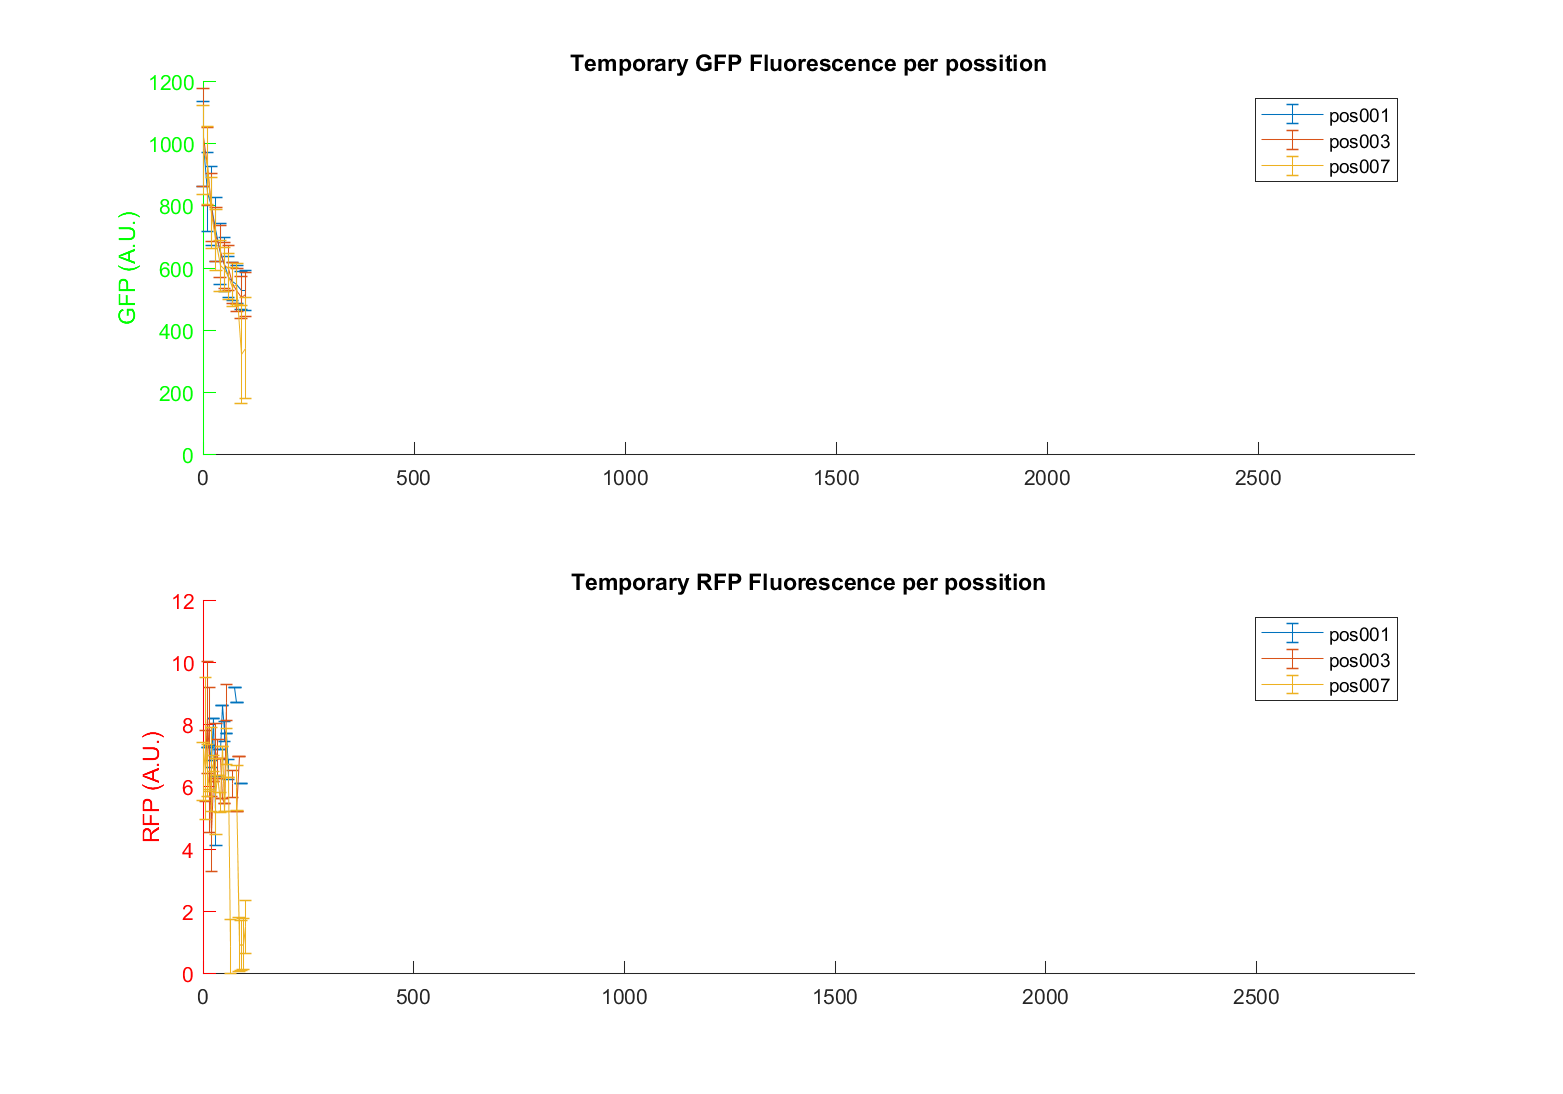 Temporary GFP Fluorescence per possition
1200
1000
800
600
400
200
0
GFP (A.U.)
pos001
pos003
pos007
0 500 1000 1500 2000 2500
Temporary RFP Fluorescence per possition
12
10
8
6
4
2
0
RFP (A.U.)
pos001
pos003
pos007
0 500 1000 1500 2000 2500